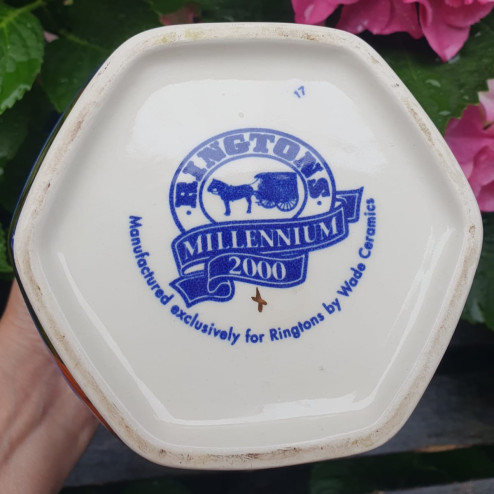 17
RINGTONS
MILLENNIUM
2000
Manufactured exclusively for Ringtons by Wade Ceramics